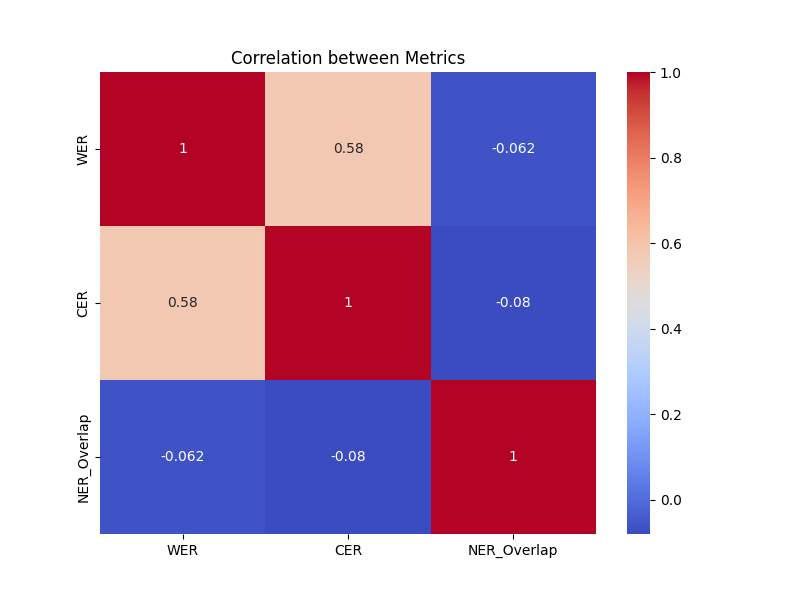 Correlation between Metrics
WER 1 0.58 -0.062
CER 0.58 1 -0.08
NER_Overlap -0.062 -0.08 1
WER CER NER_Overlap
1.0
0.8
0.6
0.4
0.2
0.0